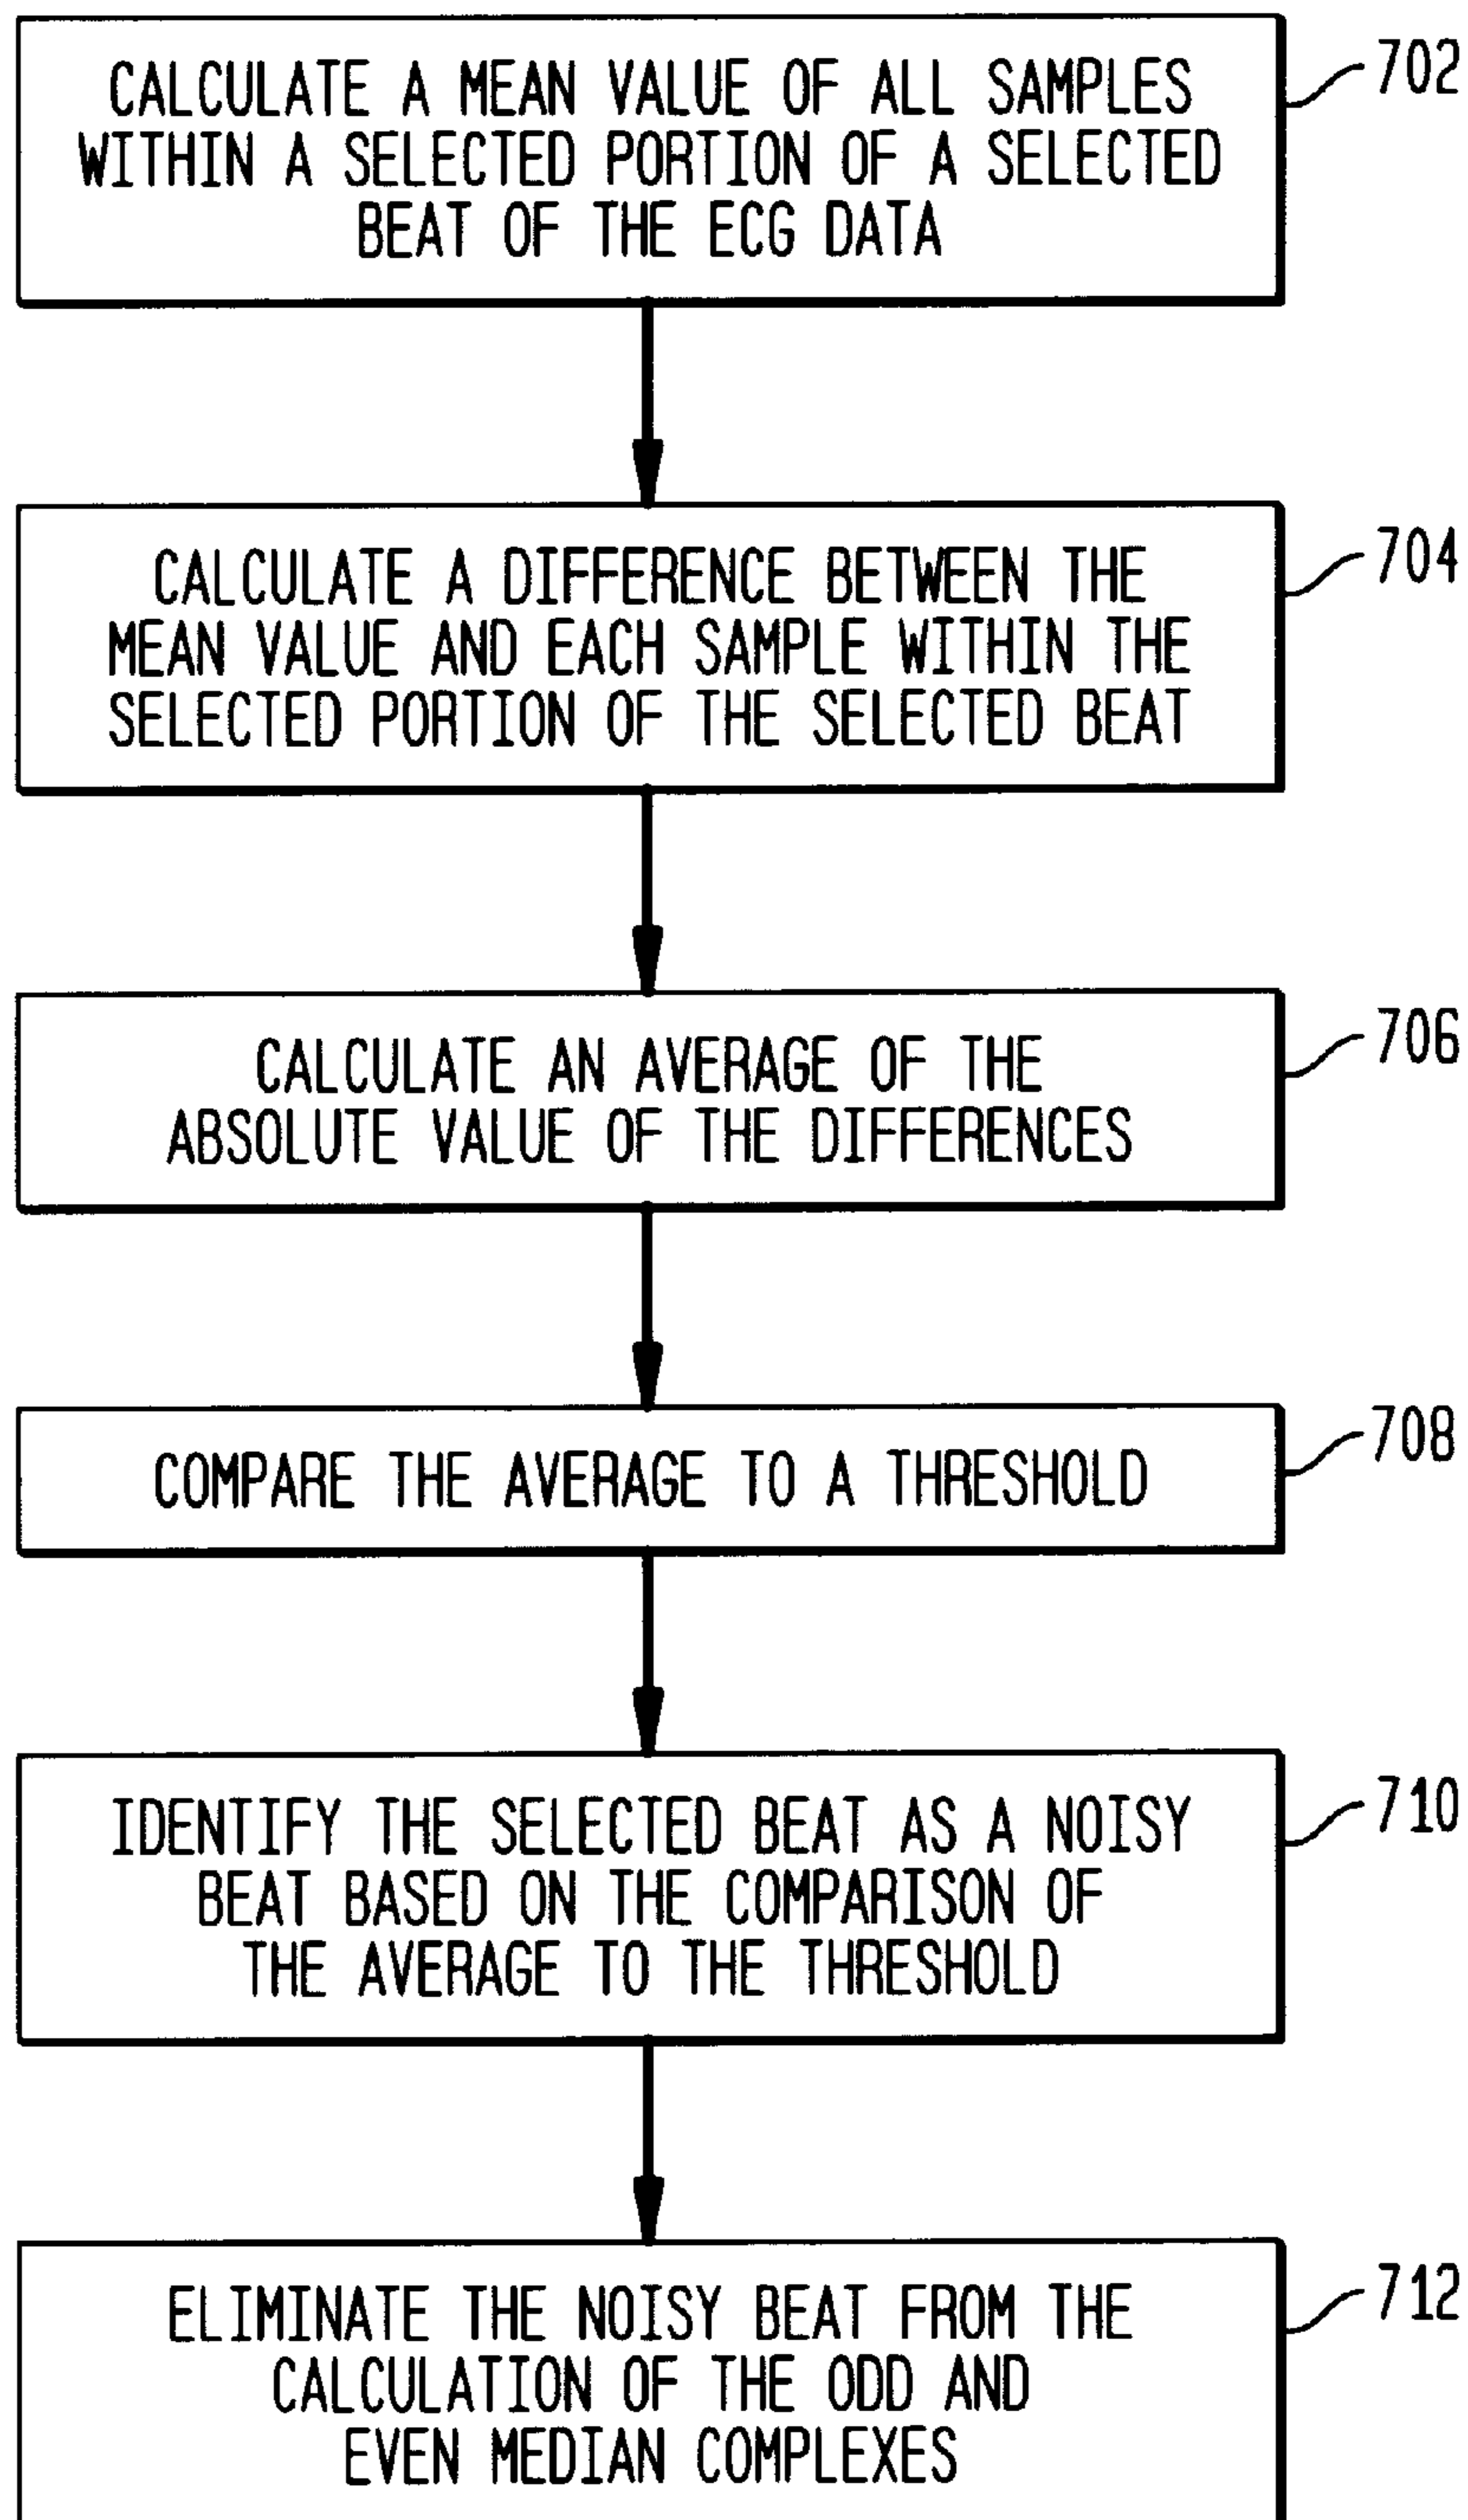 CALCULATE A MEAN VALUE OF ALL SAMPLES
WITHIN A SELECTED PORTION OF A SELECTED
BEAT OF THE ECG DATA
702
CALCULATE A DIFFERENCE BETWEEN THE
MEAN VALUE AND EACH SAMPLE WITHIN THE
SELECTED PORTION OF THE SELECTED BEAT
704
CALCULATE AN AVERAGE OF THE
ABSOLUTE VALUE OF THE DIFFERENCES
706
COMPARE THE AVERAGE TO A THRESHOLD
708
IDENTIFY THE SELECTED BEAT AS A NOISY
BEAT BASED ON THE COMPARISON OF
THE AVERAGE TO THE THRESHOLD
710
ELIMINATE THE NOISY BEAT FROM THE
CALCULATION OF THE ODD AND
EVEN MEDIAN COMPLEXES
712